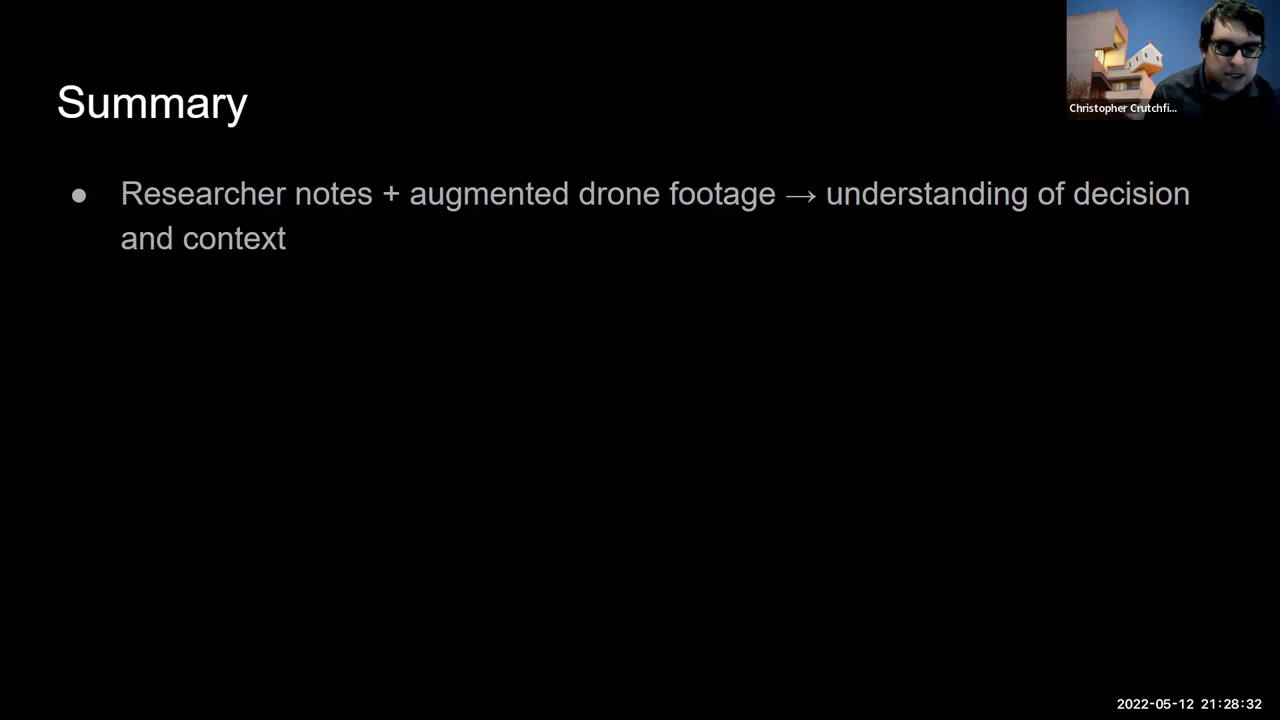 Summary
Christopher Crutchfi...
● Researcher notes + augmented drone footage → understanding of decision
and context
2022-05-12 21:28:32